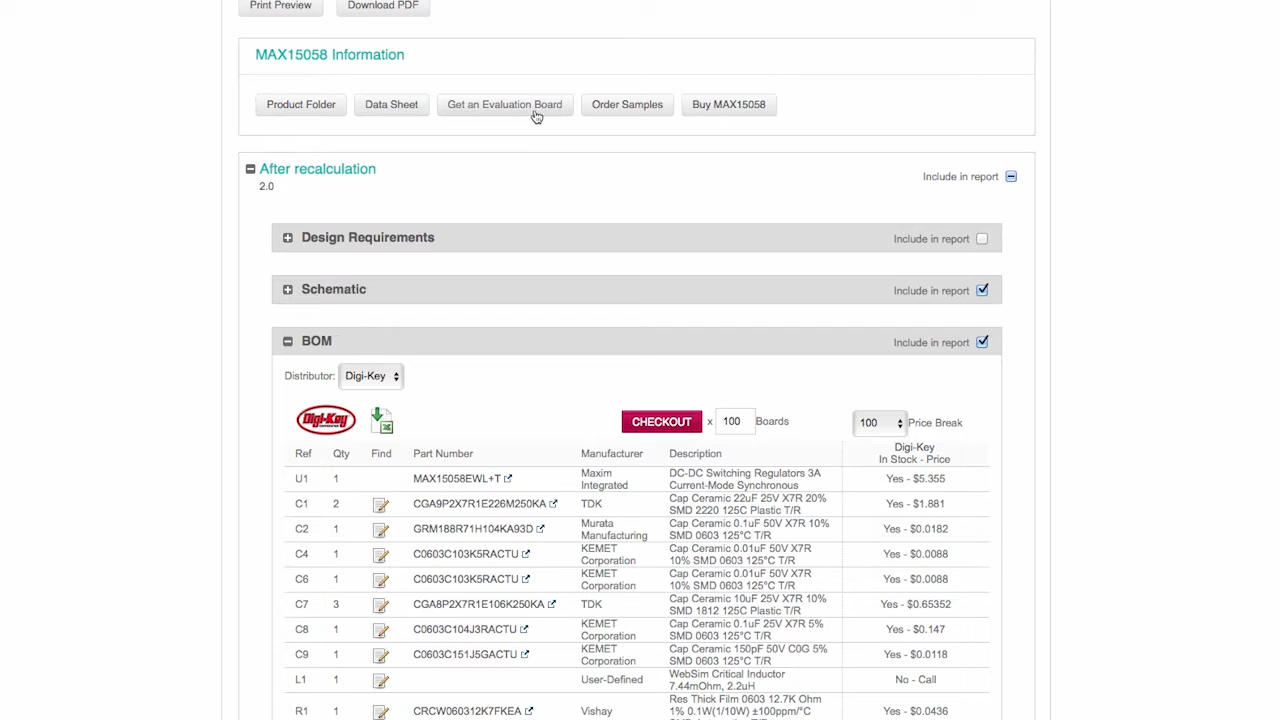 Print Preview Download PDF
MAX15058 Information
Product Folder Data Sheet Get an Evaluation Board Order Samples Buy MAX15058
After recalculation
Include in report
2.0
Design Requirements Include in report
Schematic Include in report
BOM Include in report
Distributor: Digi-Key
Digi-Key CHECKOUT x 100 Boards 100 Price Break
Digi-Key
Ref Qty Find Part Number Manufacturer Description In Stock - Price
U1 1 MAX15058EWL+T Maxim Integrated DC-DC Switching Regulators 3A Current-Mode Synchronous Yes - $5.355
C1 2 CGA9P2X7R1E226M250KA TDK Cap Ceramic 22uF 25V X7R 20% SMD 2220 125C Plastic T/R Yes - $1.881
C2 1 GRM188R71H104KA93D Murata Manufacturing Cap Ceramic 0.1uF 50V X7R 10% SMD 0603 125°C T/R Yes - $0.0182
C4 1 C0603C103K5RACTU KEMET Corporation Cap Ceramic 0.01uF 50V X7R 10% SMD 0603 125°C T/R Yes - $0.0088
C6 1 C0603C103K5RACTU KEMET Corporation Cap Ceramic 0.01uF 50V X7R 10% SMD 0603 125°C T/R Yes - $0.0088
C7 3 CGA8P2X7R1E106K250KA TDK Cap Ceramic 10uF 25V X7R 10% SMD 1812 125C Plastic T/R Yes - $0.65352
C8 1 C0603C104J3RACTU KEMET Corporation Cap Ceramic 0.1uF 25V X7R 5% SMD 0603 125°C T/R Yes - $0.147
C9 1 C0603C151J5GACTU KEMET Corporation Cap Ceramic 150pF 50V C0G 5% SMD 0603 125°C T/R Yes - $0.0118
L1 1 User-Defined WebSim Critical Inductor 7.44mOhm, 2.2uH No - Call
R1 1 CRCW060312K7FKEA Vishay Res Thick Film 0603 12.7K Ohm 1% 0.1W(1/10W) ±100ppm/°C Yes - $0.0436